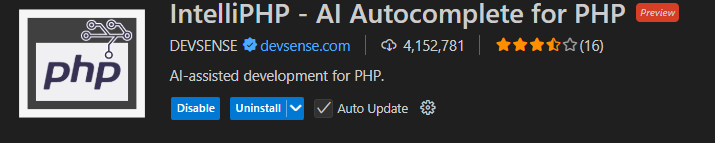 IntelliPHP - AI Autocomplete for PHP Preview
php
DEVSENSE devsense.com 4,152,781 (16)
AI-assisted development for PHP.
Disable Uninstall Auto Update